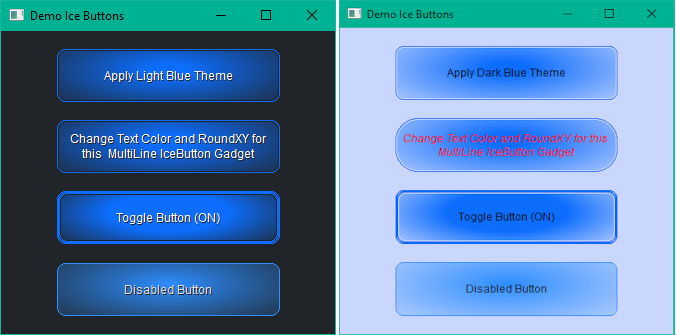 Demo Ice Buttons
Apply Light Blue Theme
Change Text Color and RoundXY for
this MultiLine IceButton Gadget
Toggle Button (ON)
Disabled Button
Demo Ice Buttons
Apply Dark Blue Theme
Change Text Color and RoundXY for this
MultiLine IceButton Gadget
Toggle Button (ON)
Disabled Button